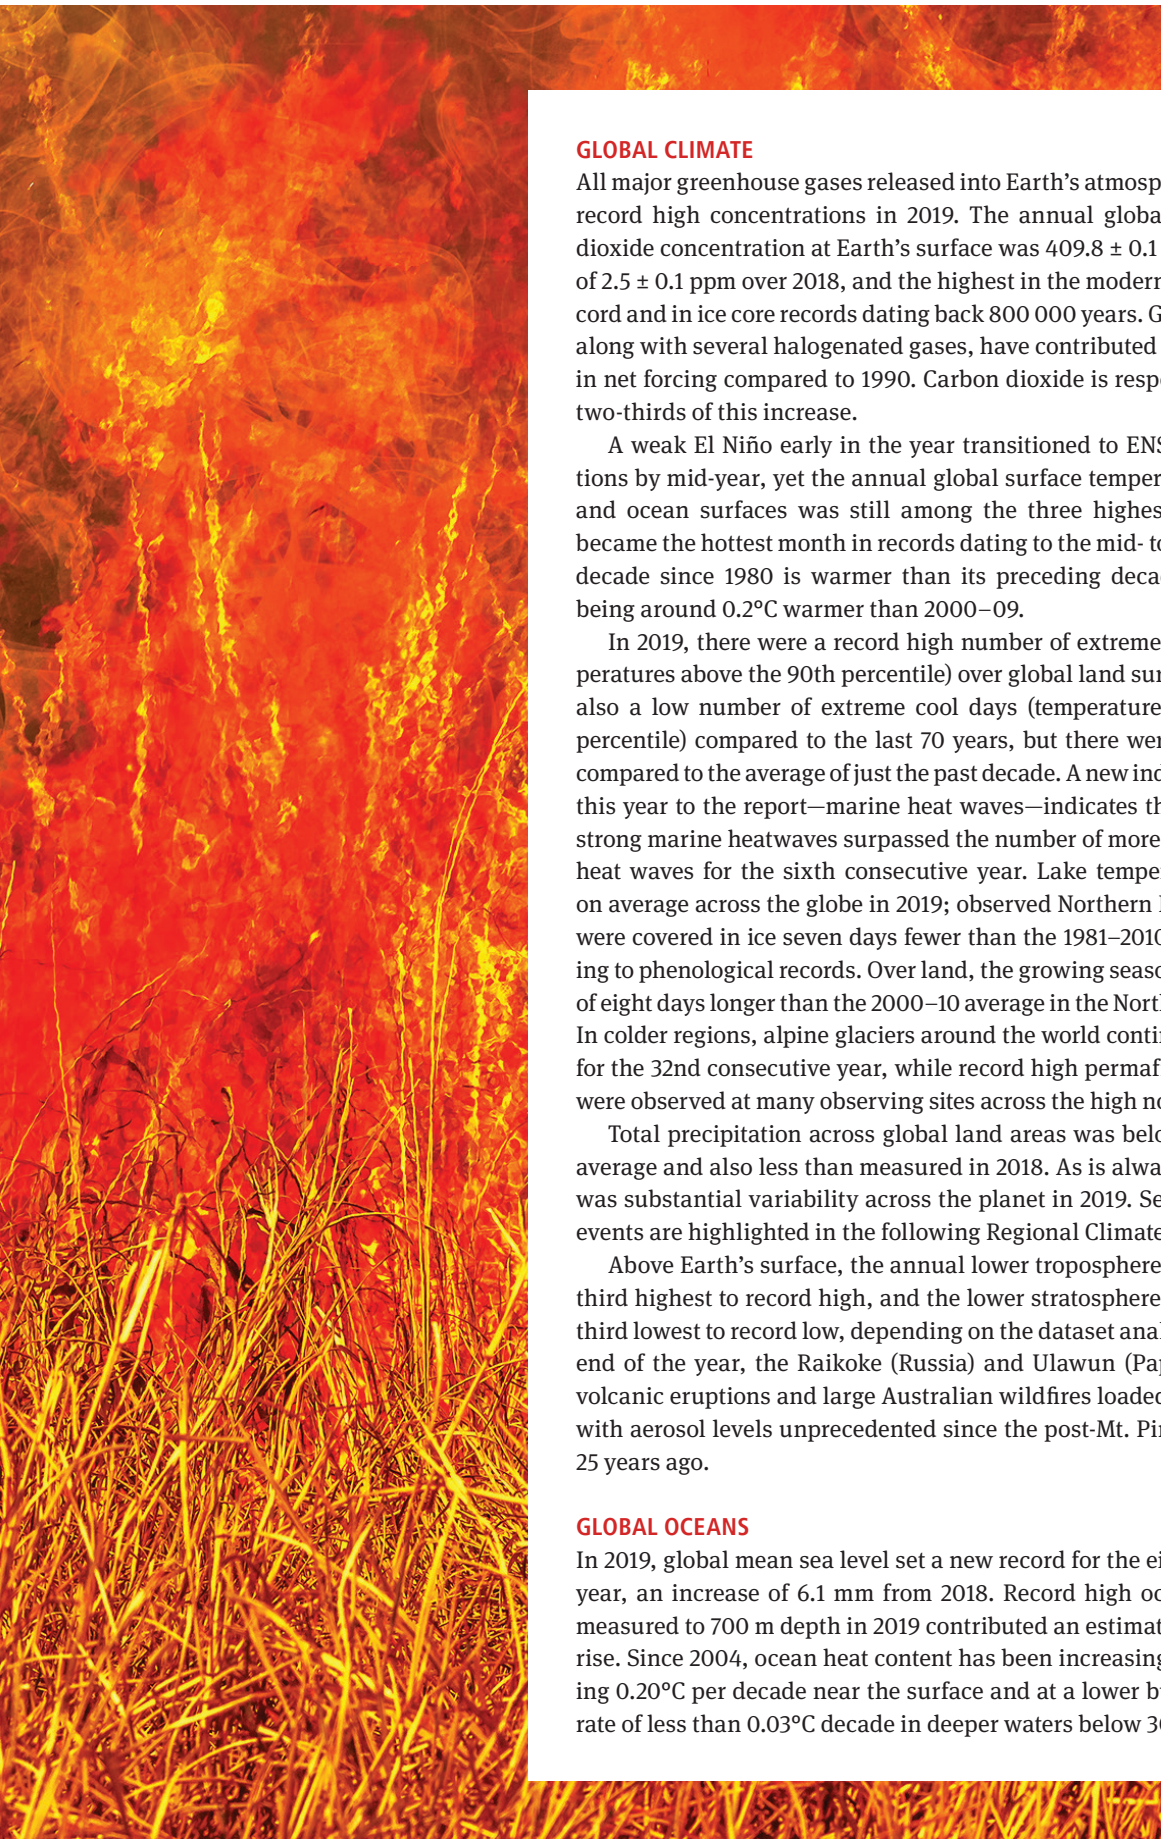 GLOBAL CLIMATE
All major greenhouse gases released into Earth's atmosp
record high concentrations in 2019. The annual globa
dioxide concentration at Earth's surface was 409.8 ± 0.1
of 2.5 ± 0.1 ppm over 2018, and the highest in the modern
cord and in ice core records dating back 800 000 years. G
along with several halogenated gases, have contributed
in net forcing compared to 1990. Carbon dioxide is resp
two-thirds of this increase.
A weak El Niño early in the year transitioned to ENS
tions by mid-year, yet the annual global surface temper
and ocean surfaces was still among the three highes
became the hottest month in records dating to the mid- to
decade since 1980 is warmer than its preceding deca
being around 0.2°C warmer than 2000–09.
In 2019, there were a record high number of extreme
peratures above the 90th percentile) over global land sur
also a low number of extreme cool days (temperature
percentile) compared to the last 70 years, but there wer
compared to the average of just the past decade. A new ind
this year to the report—marine heat waves—indicates th
strong marine heatwaves surpassed the number of more
heat waves for the sixth consecutive year. Lake tempe
on average across the globe in 2019; observed Northern
were covered in ice seven days fewer than the 1981–2010
ing to phenological records. Over land, the growing seaso
of eight days longer than the 2000–10 average in the Nort
In colder regions, alpine glaciers around the world conti
for the 32nd consecutive year, while record high permaf
were observed at many observing sites across the high no
Total precipitation across global land areas was belo
average and also less than measured in 2018. As is alwa
was substantial variability across the planet in 2019. Se
events are highlighted in the following Regional Climate
Above Earth's surface, the annual lower troposphere
third highest to record high, and the lower stratosphere
third lowest to record low, depending on the dataset anal
end of the year, the Raikoke (Russia) and Ulawun (Pap
volcanic eruptions and large Australian wildfires loaded
with aerosol levels unprecedented since the post-Mt. Pin
25 years ago.
GLOBAL OCEANS
In 2019, global mean sea level set a new record for the ei
year, an increase of 6.1 mm from 2018. Record high oc
measured to 700 m depth in 2019 contributed an estimat
rise. Since 2004, ocean heat content has been increasing
ing 0.20°C per decade near the surface and at a lower b
rate of less than 0.03°C decade in deeper waters below 30